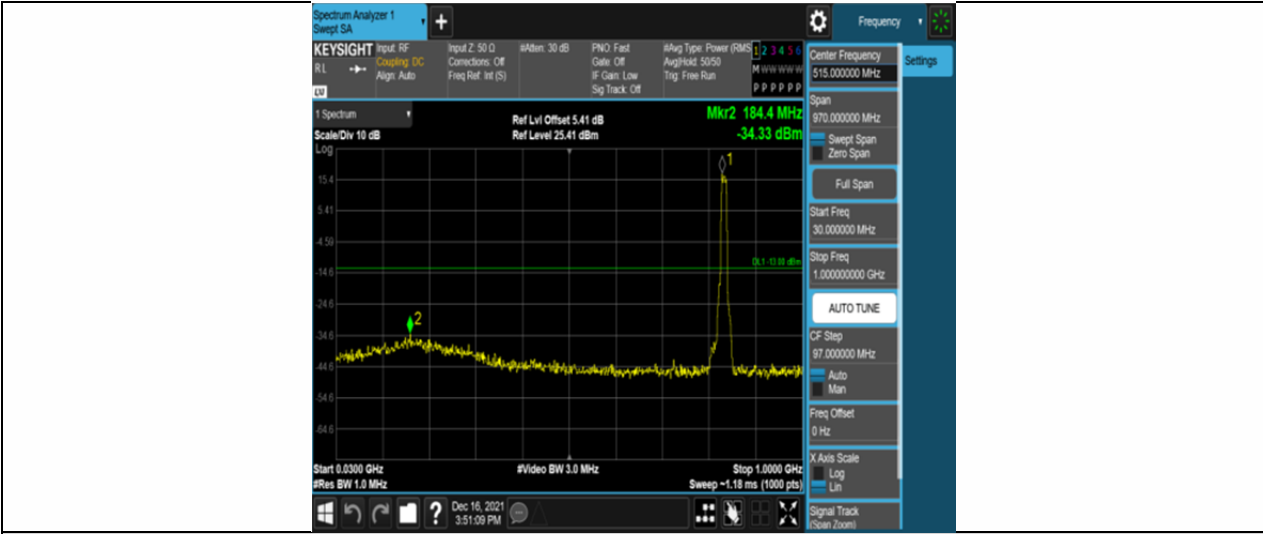 Spectrum Analyzer 1
Swept SA
Frequency
KEYSIGHT
RL
LV
Input: RF
Coupling: DC
Align: Auto
Input Z: 50 Ω
Corrections: Off
Freq Ref: Int (S)
#Atten: 30 dB
PNO: Fast
Gate: Off
IF Gain: Low
Sig Track: Off
#Avg Type: Power (RMS
Avg|Hold: 50/50
Trig: Free Run
1 2 3 4 5 6
M W W W W W
P P P P P P
1 Spectrum
Scale/Div 10 dB
Log
Ref Lvl Offset 5.41 dB
Ref Level 25.41 dBm
Mkr2 184.4 MHz
-34.33 dBm
15.4
5.41
-4.59
-14.6
-24.6
-34.6
-44.6
-54.6
-64.6
1
DL1 -13.00 dBm
2
Start 0.0300 GHz
#Res BW 1.0 MHz
#Video BW 3.0 MHz
Stop 1.0000 GHz
Sweep ~1.18 ms (1000 pts)
Dec 16, 2021
3:51:09 PM
Center Frequency
515.000000 MHz
Settings
Span
970.000000 MHz
Swept Span
Zero Span
Full Span
Start Freq
30.000000 MHz
Stop Freq
1.000000000 GHz
AUTO TUNE
CF Step
97.000000 MHz
Auto
Man
Freq Offset
0 Hz
X Axis Scale
Log
Lin
Signal Track
(Span Zoom)